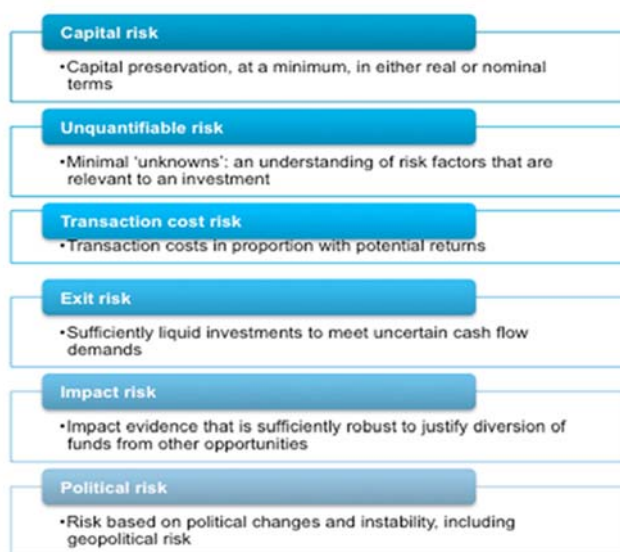 Capital risk
•Capital preservation, at a minimum, in either real or nominal
terms
Unquantifiable risk
•Minimal 'unknowns'; an understanding of risk factors that are
relevant to an investment
Transaction cost risk
•Transaction costs in proportion with potential returns
Exit risk
•Sufficiently liquid investments to meet uncertain cash flow
demands
Impact risk
•Impact evidence that is sufficiently robust to justify diversion of
funds from other opportunities
Political risk
•Risk based on political changes and instability, including
geopolitical risk